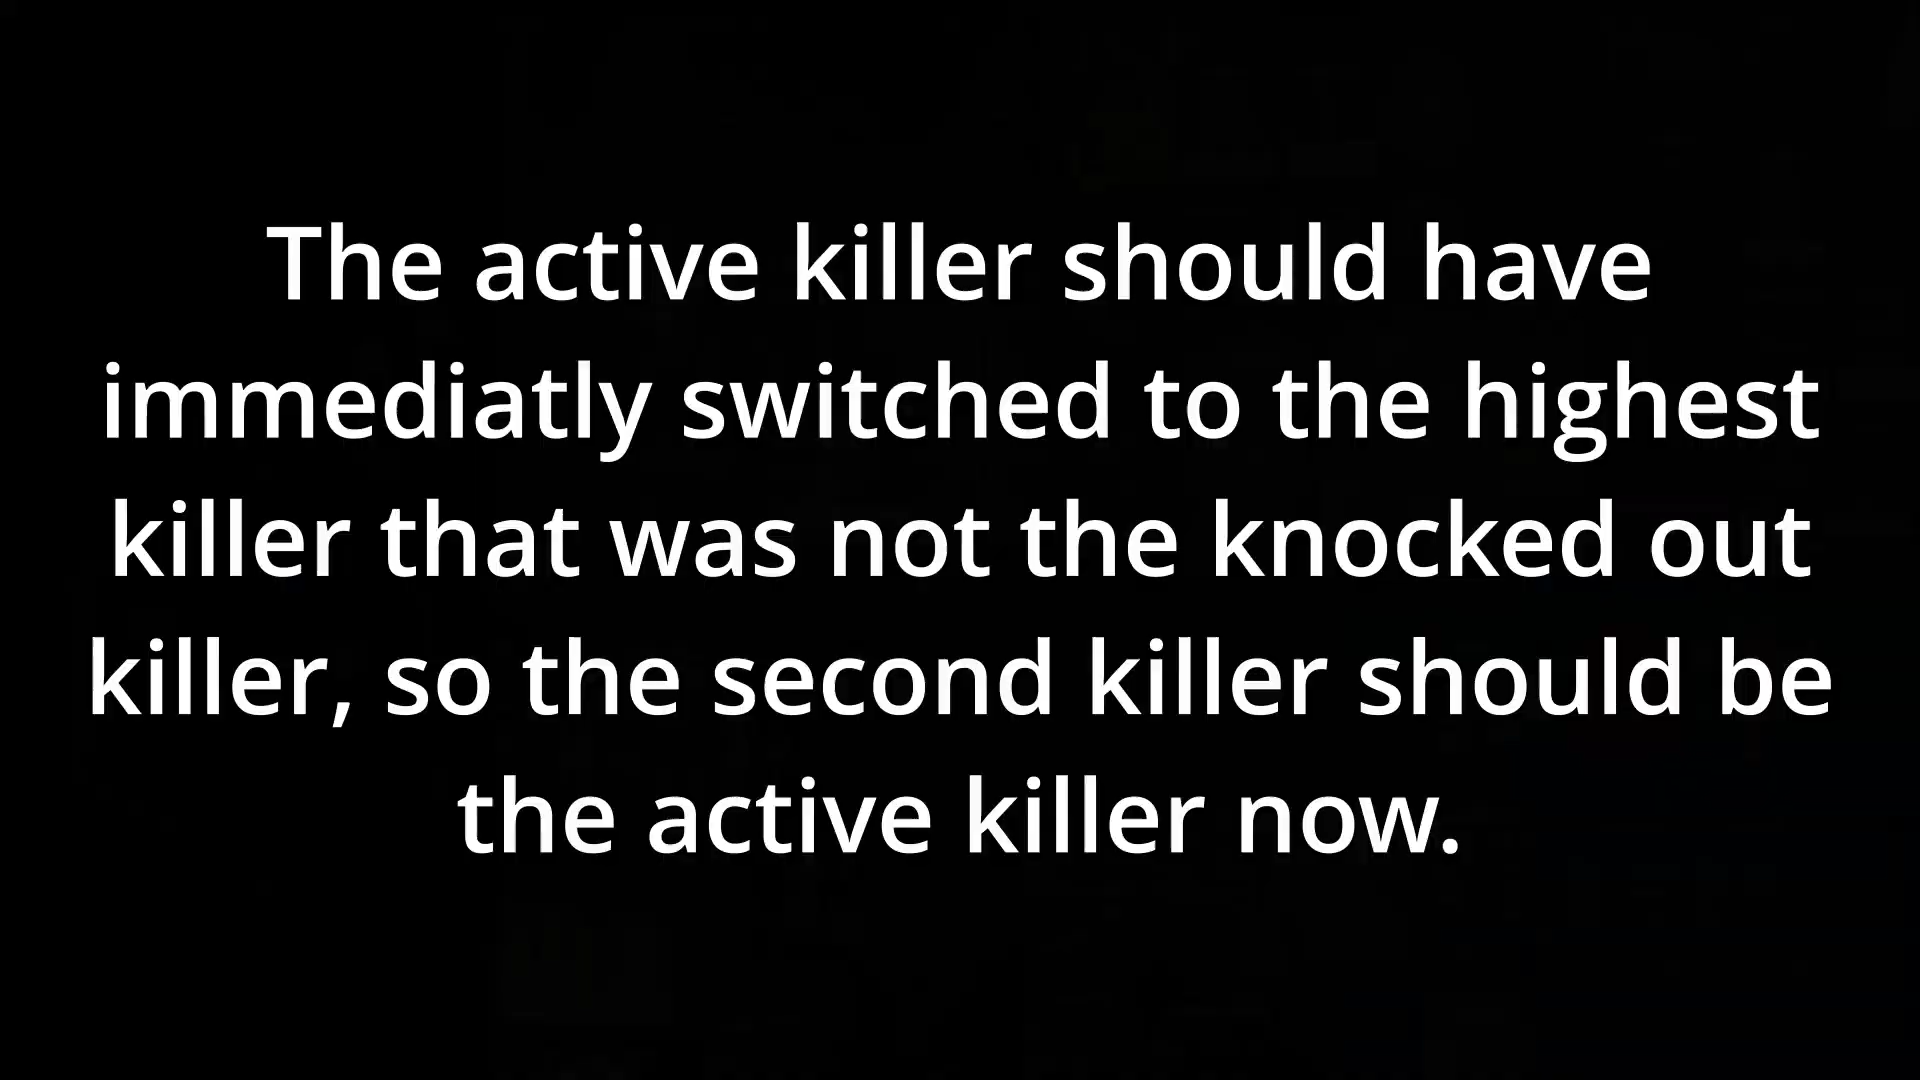 The active killer should have
immediatly switched to the highest
killer that was not the knocked out
killer, so the second killer should be
the active killer now.